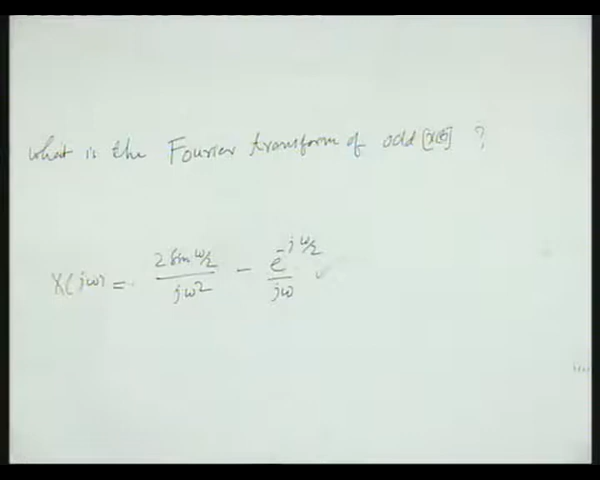 what is the Fourier transform of odd [x(t)] ?
X(jω) = 2 sin ω/2 / jω² − e^{-jω/2} / jω